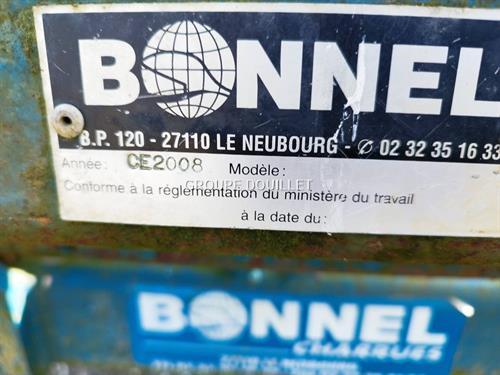 BONNEL
B.P. 120 - 27110 LE NEUBOURG - ✆ 02 32 35 16 33
Année: CE2008 Modèle:
GROUPE DOUILLET
Conforme à la réglementation du ministère du travail
à la date du:
BONNEL
CHARRUES